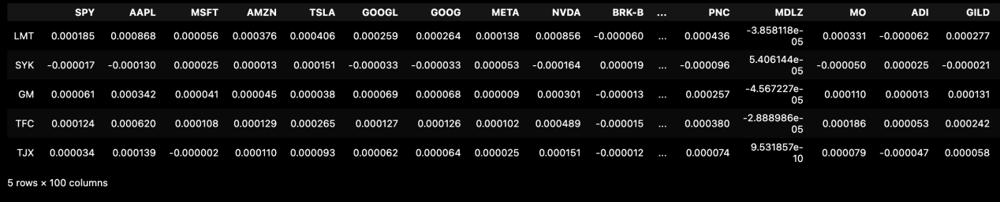 SPY AAPL MSFT AMZN TSLA GOOGL GOOG META NVDA BRK-B ... PNC MDLZ MO ADI GILD
LMT 0.000185 0.000868 0.000056 0.000376 0.000406 0.000259 0.000264 0.000138 0.000856 -0.000060 ... 0.000436 -3.858118e-05 0.000331 -0.000062 0.000277
SYK -0.000017 -0.000130 0.000025 0.000013 0.000151 -0.000033 -0.000033 0.000053 -0.000164 0.000019 ... -0.000096 5.406144e-05 -0.000050 0.000025 -0.000021
GM 0.000061 0.000342 0.000041 0.000045 0.000038 0.000069 0.000068 0.000009 0.000301 -0.000013 ... 0.000257 -4.567227e-05 0.000110 0.000013 0.000131
TFC 0.000124 0.000620 0.000108 0.000129 0.000265 0.000127 0.000126 0.000102 0.000489 -0.000015 ... 0.000380 -2.888986e-05 0.000186 0.000053 0.000242
TJX 0.000034 0.000139 -0.000002 0.000110 0.000093 0.000062 0.000064 0.000025 0.000151 -0.000012 ... 0.000074 9.531857e-10 0.000079 -0.000047 0.000058
5 rows × 100 columns